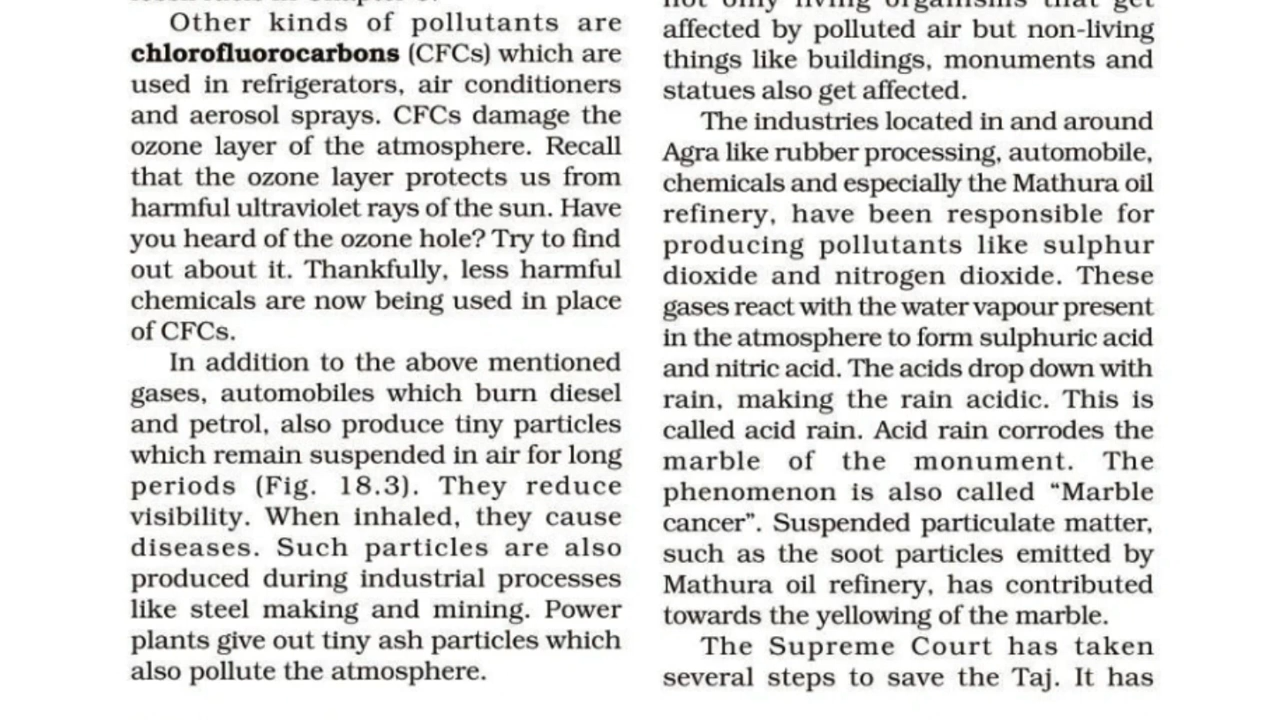 Other kinds of pollutants are
chlorofluorocarbons (CFCs) which are
used in refrigerators, air conditioners
and aerosol sprays. CFCs damage the
ozone layer of the atmosphere. Recall
that the ozone layer protects us from
harmful ultraviolet rays of the sun. Have
you heard of the ozone hole? Try to find
out about it. Thankfully, less harmful
chemicals are now being used in place
of CFCs.
In addition to the above mentioned
gases, automobiles which burn diesel
and petrol, also produce tiny particles
which remain suspended in air for long
periods (Fig. 18.3). They reduce
visibility. When inhaled, they cause
diseases. Such particles are also
produced during industrial processes
like steel making and mining. Power
plants give out tiny ash particles which
also pollute the atmosphere.
not only living organisms that get
affected by polluted air but non-living
things like buildings, monuments and
statues also get affected.
The industries located in and around
Agra like rubber processing, automobile,
chemicals and especially the Mathura oil
refinery, have been responsible for
producing pollutants like sulphur
dioxide and nitrogen dioxide. These
gases react with the water vapour present
in the atmosphere to form sulphuric acid
and nitric acid. The acids drop down with
rain, making the rain acidic. This is
called acid rain. Acid rain corrodes the
marble of the monument. The
phenomenon is also called “Marble
cancer”. Suspended particulate matter,
such as the soot particles emitted by
Mathura oil refinery, has contributed
towards the yellowing of the marble.
The Supreme Court has taken
several steps to save the Taj. It has